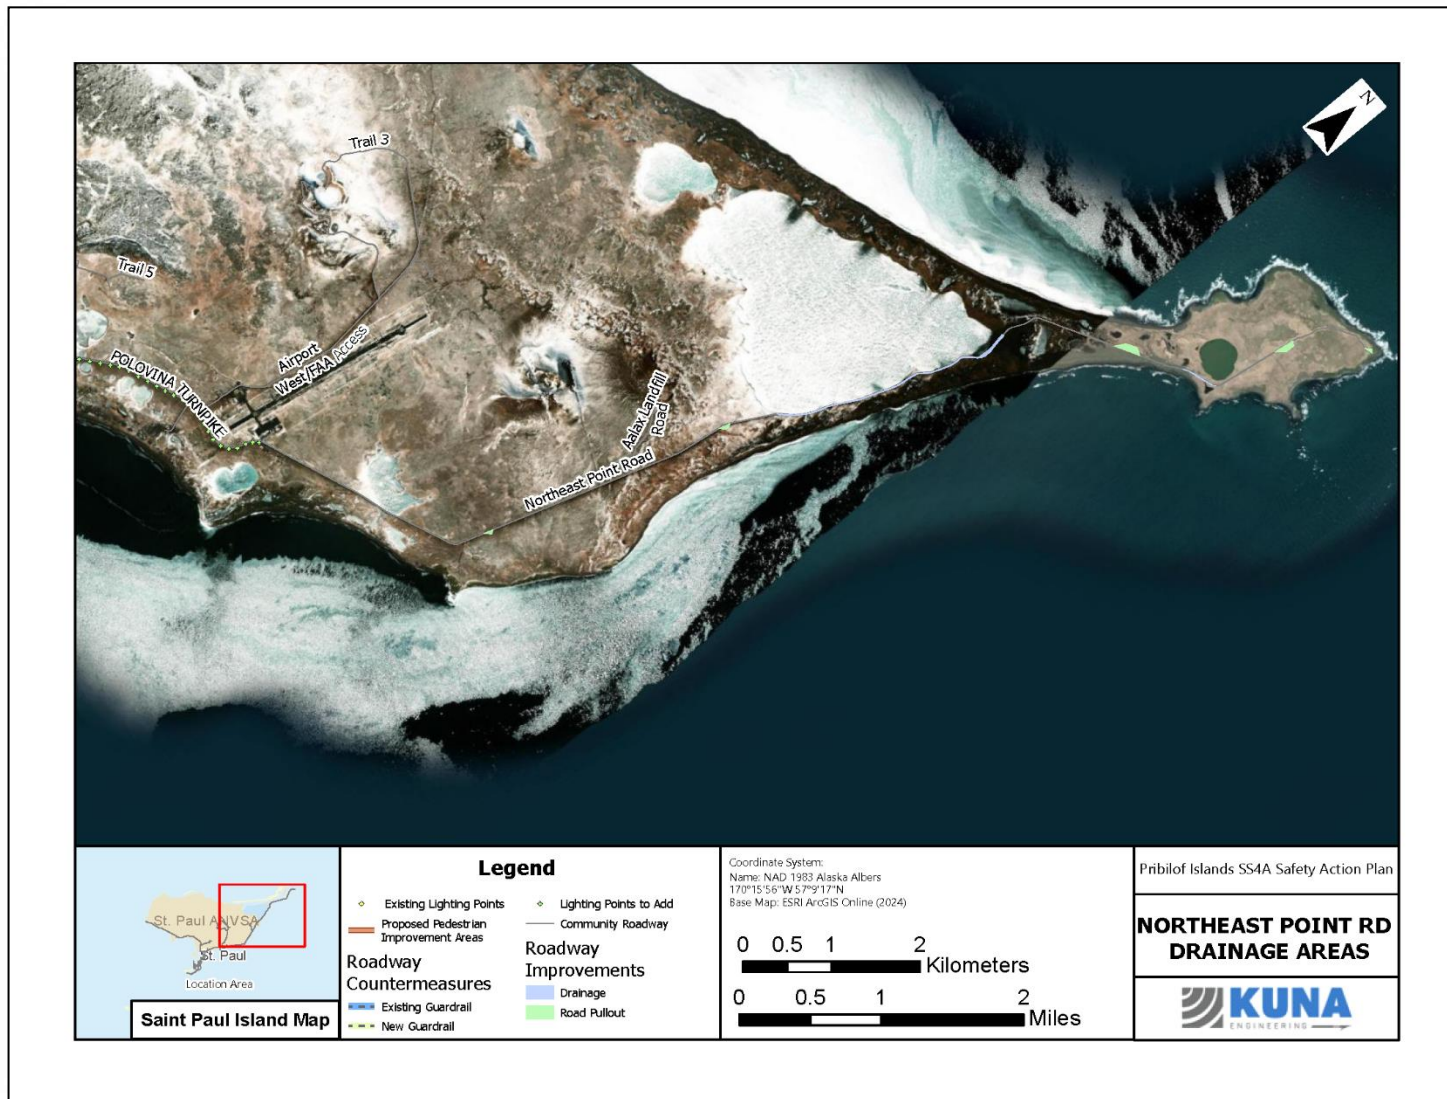 N
Trail 3
Trail 5
Airport
West/FAA Access
POLOVINA TURNPIKE
Aalax Landfill
Road
Northeast Point Road
St. Paul ANVSA
St. Paul
Location Area
Saint Paul Island Map
Legend
Existing Lighting Points
Proposed Pedestrian
Improvement Areas
Roadway
Countermeasures
Existing Guardrail
New Guardrail
Lighting Points to Add
Community Roadway
Roadway
Improvements
Drainage
Road Pullout
Coordinate System:
Name: NAD 1983 Alaska Albers
170°15'56"W 57°9'17"N
Base Map: ESRI ArcGIS Online (2024)
0 0.5 1 2
Kilometers
0 0.5 1 2
Miles
Pribilof Islands SS4A Safety Action Plan
NORTHEAST POINT RD
DRAINAGE AREAS
KUNA
ENGINEERING